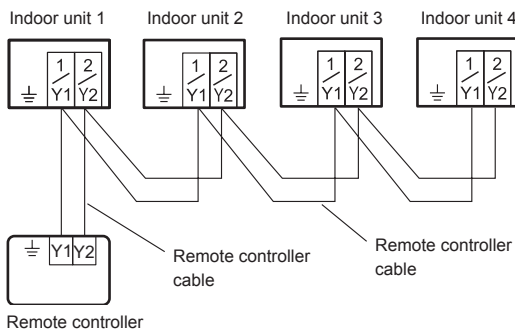 Indoor unit 1 Indoor unit 2 Indoor unit 3 Indoor unit 4
1 2 1 2 1 2 1 2
Y1 Y2 Y1 Y2 Y1 Y2 Y1 Y2
Y1 Y2
Remote controller
cable
Remote controller
cable
Remote controller